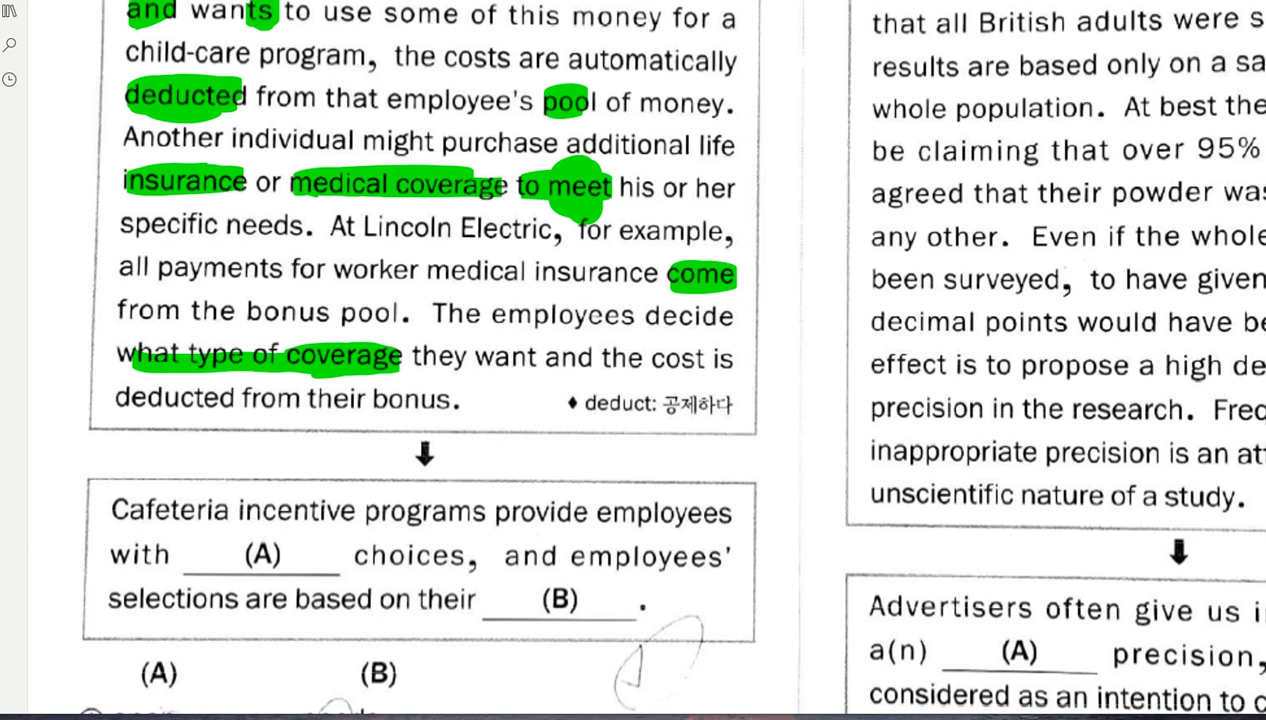 and wants to use some of this money for a
child-care program, the costs are automatically
deducted from that employee's pool of money.
Another individual might purchase additional life
insurance or medical coverage to meet his or her
specific needs. At Lincoln Electric, for example,
all payments for worker medical insurance come
from the bonus pool. The employees decide
what type of coverage they want and the cost is
deducted from their bonus. ♦ deduct: 공제하다
Cafeteria incentive programs provide employees
with (A) choices, and employees'
selections are based on their (B) .
(A) (B)
that all British adults were s
results are based only on a sa
whole population. At best the
be claiming that over 95%
agreed that their powder was
any other. Even if the whole
been surveyed, to have given
decimal points would have be
effect is to propose a high de
precision in the research. Freq
inappropriate precision is an att
unscientific nature of a study.
Advertisers often give us i
a(n) (A) precision,
considered as an intention to c